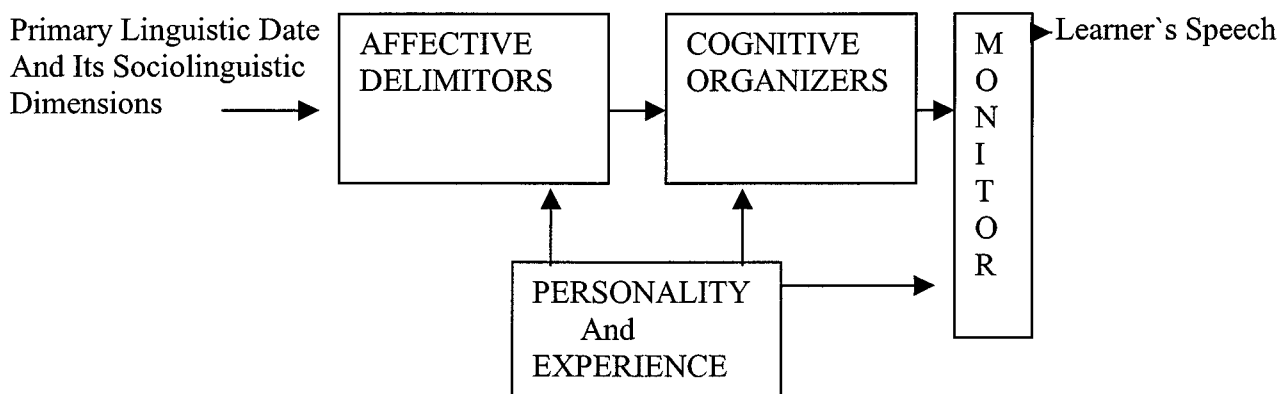 Primary Linguistic Date
And Its Sociolinguistic
Dimensions
AFFECTIVE
DELIMITORS
COGNITIVE
ORGANIZERS
M
O
N
I
T
O
R
Learner`s Speech
PERSONALITY
And
EXPERIENCE